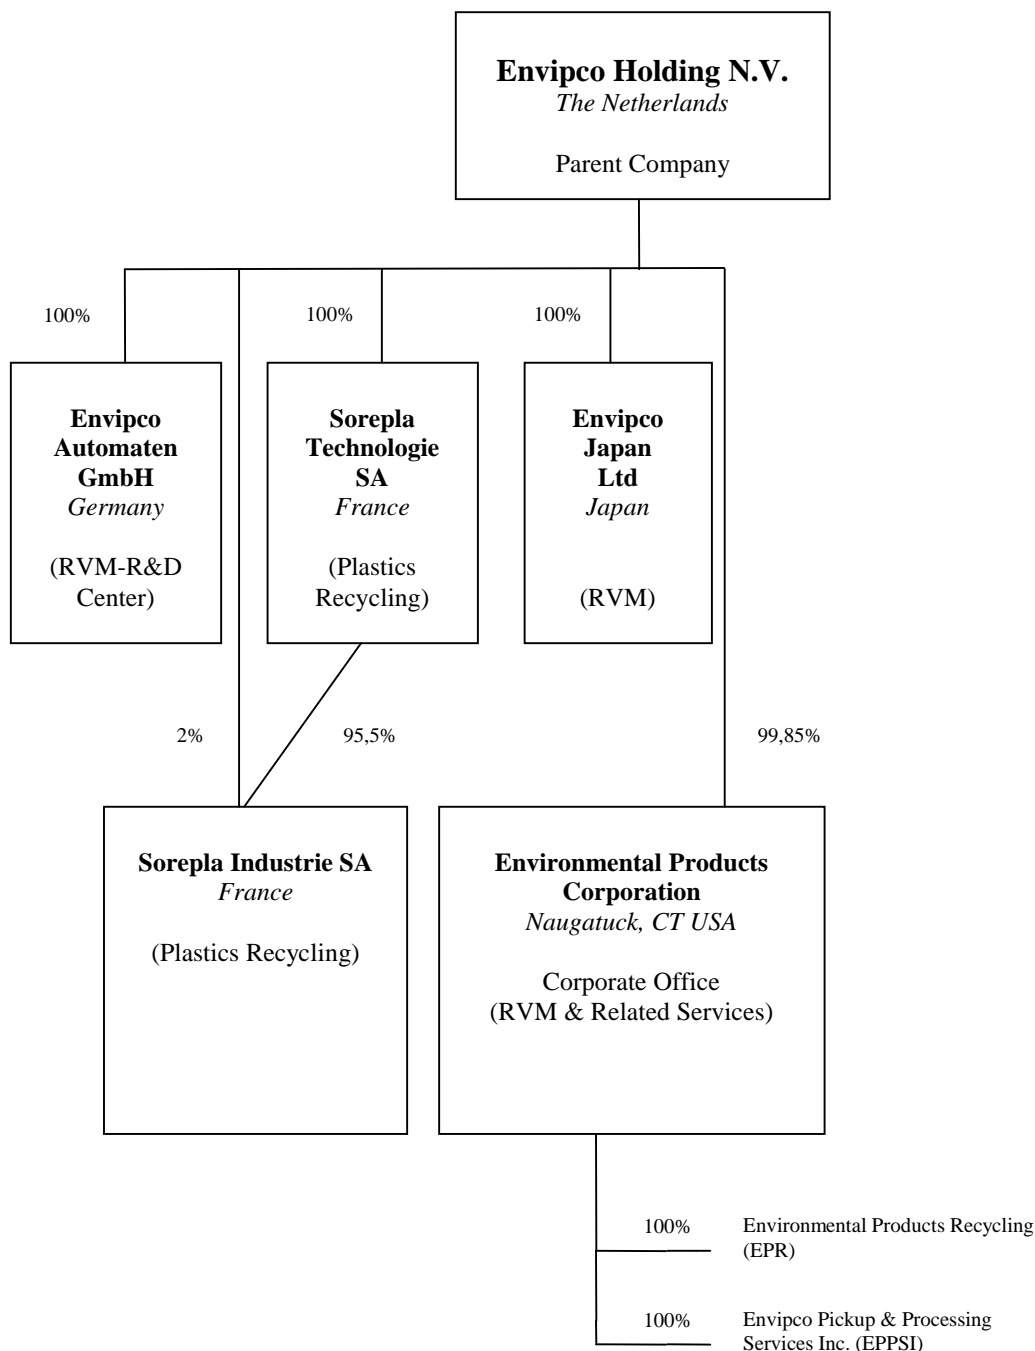 Envipco Holding N.V.
The Netherlands
Parent Company
100%
100%
100%
Envipco
Automaten
GmbH
Germany
(RVM-R&D
Center)
Sorepla
Technologie
SA
France
(Plastics
Recycling)
Envipco
Japan
Ltd
Japan
(RVM)
2%
95,5%
99,85%
Sorepla Industrie SA
France
(Plastics Recycling)
Environmental Products
Corporation
Naugatuck, CT USA
Corporate Office
(RVM & Related Services)
100%
Environmental Products Recycling
(EPR)
100%
Envipco Pickup & Processing
Services Inc. (EPPSI)